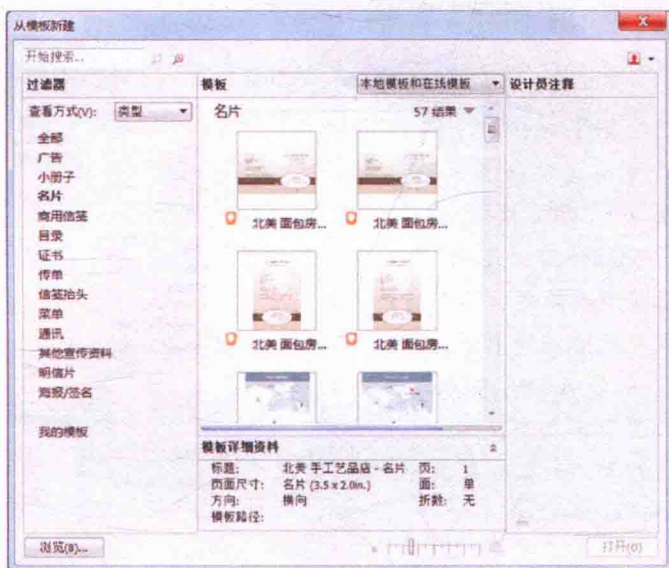 从模板新建
开始搜索...
过滤器
查看方式(V): 类型
全部
广告
小册子
名片
商用信笺
目录
证书
传单
信笺抬头
菜单
通讯
其他宣传资料
明信片
海报/签名
我的模板
模板 本地模板和在线模板
名片 57 结果
北美 面包房... 北美 面包房...
北美 面包房... 北美 面包房...
模板详细资料
标题: 北美 手工艺品店 - 名片 页: 1
页面尺寸: 名片 (3.5 x 2.0in.) 面: 单
方向: 横向 折数: 无
模板路径:
设计员注释
浏览(B)... 打开(O)